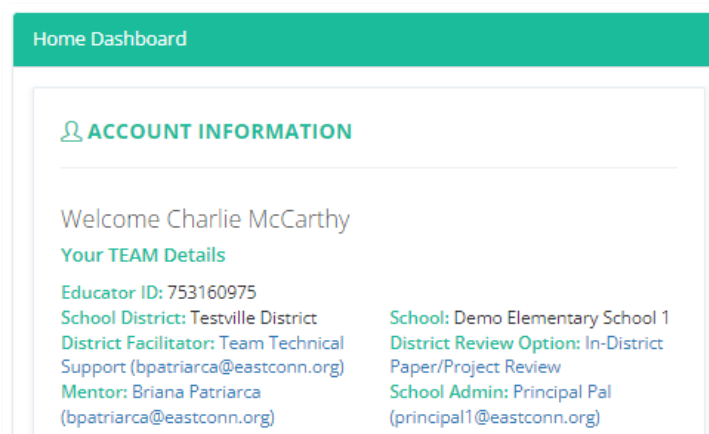 Home Dashboard
ACCOUNT INFORMATION
Welcome Charlie McCarthy
Your TEAM Details
Educator ID: 753160975
School District: Testville District
District Facilitator: Team Technical
Support (bpatriarca@eastconn.org)
Mentor: Briana Patriarca
(bpatriarca@eastconn.org)
School: Demo Elementary School 1
District Review Option: In-District
Paper/Project Review
School Admin: Principal Pal
(principal1@eastconn.org)